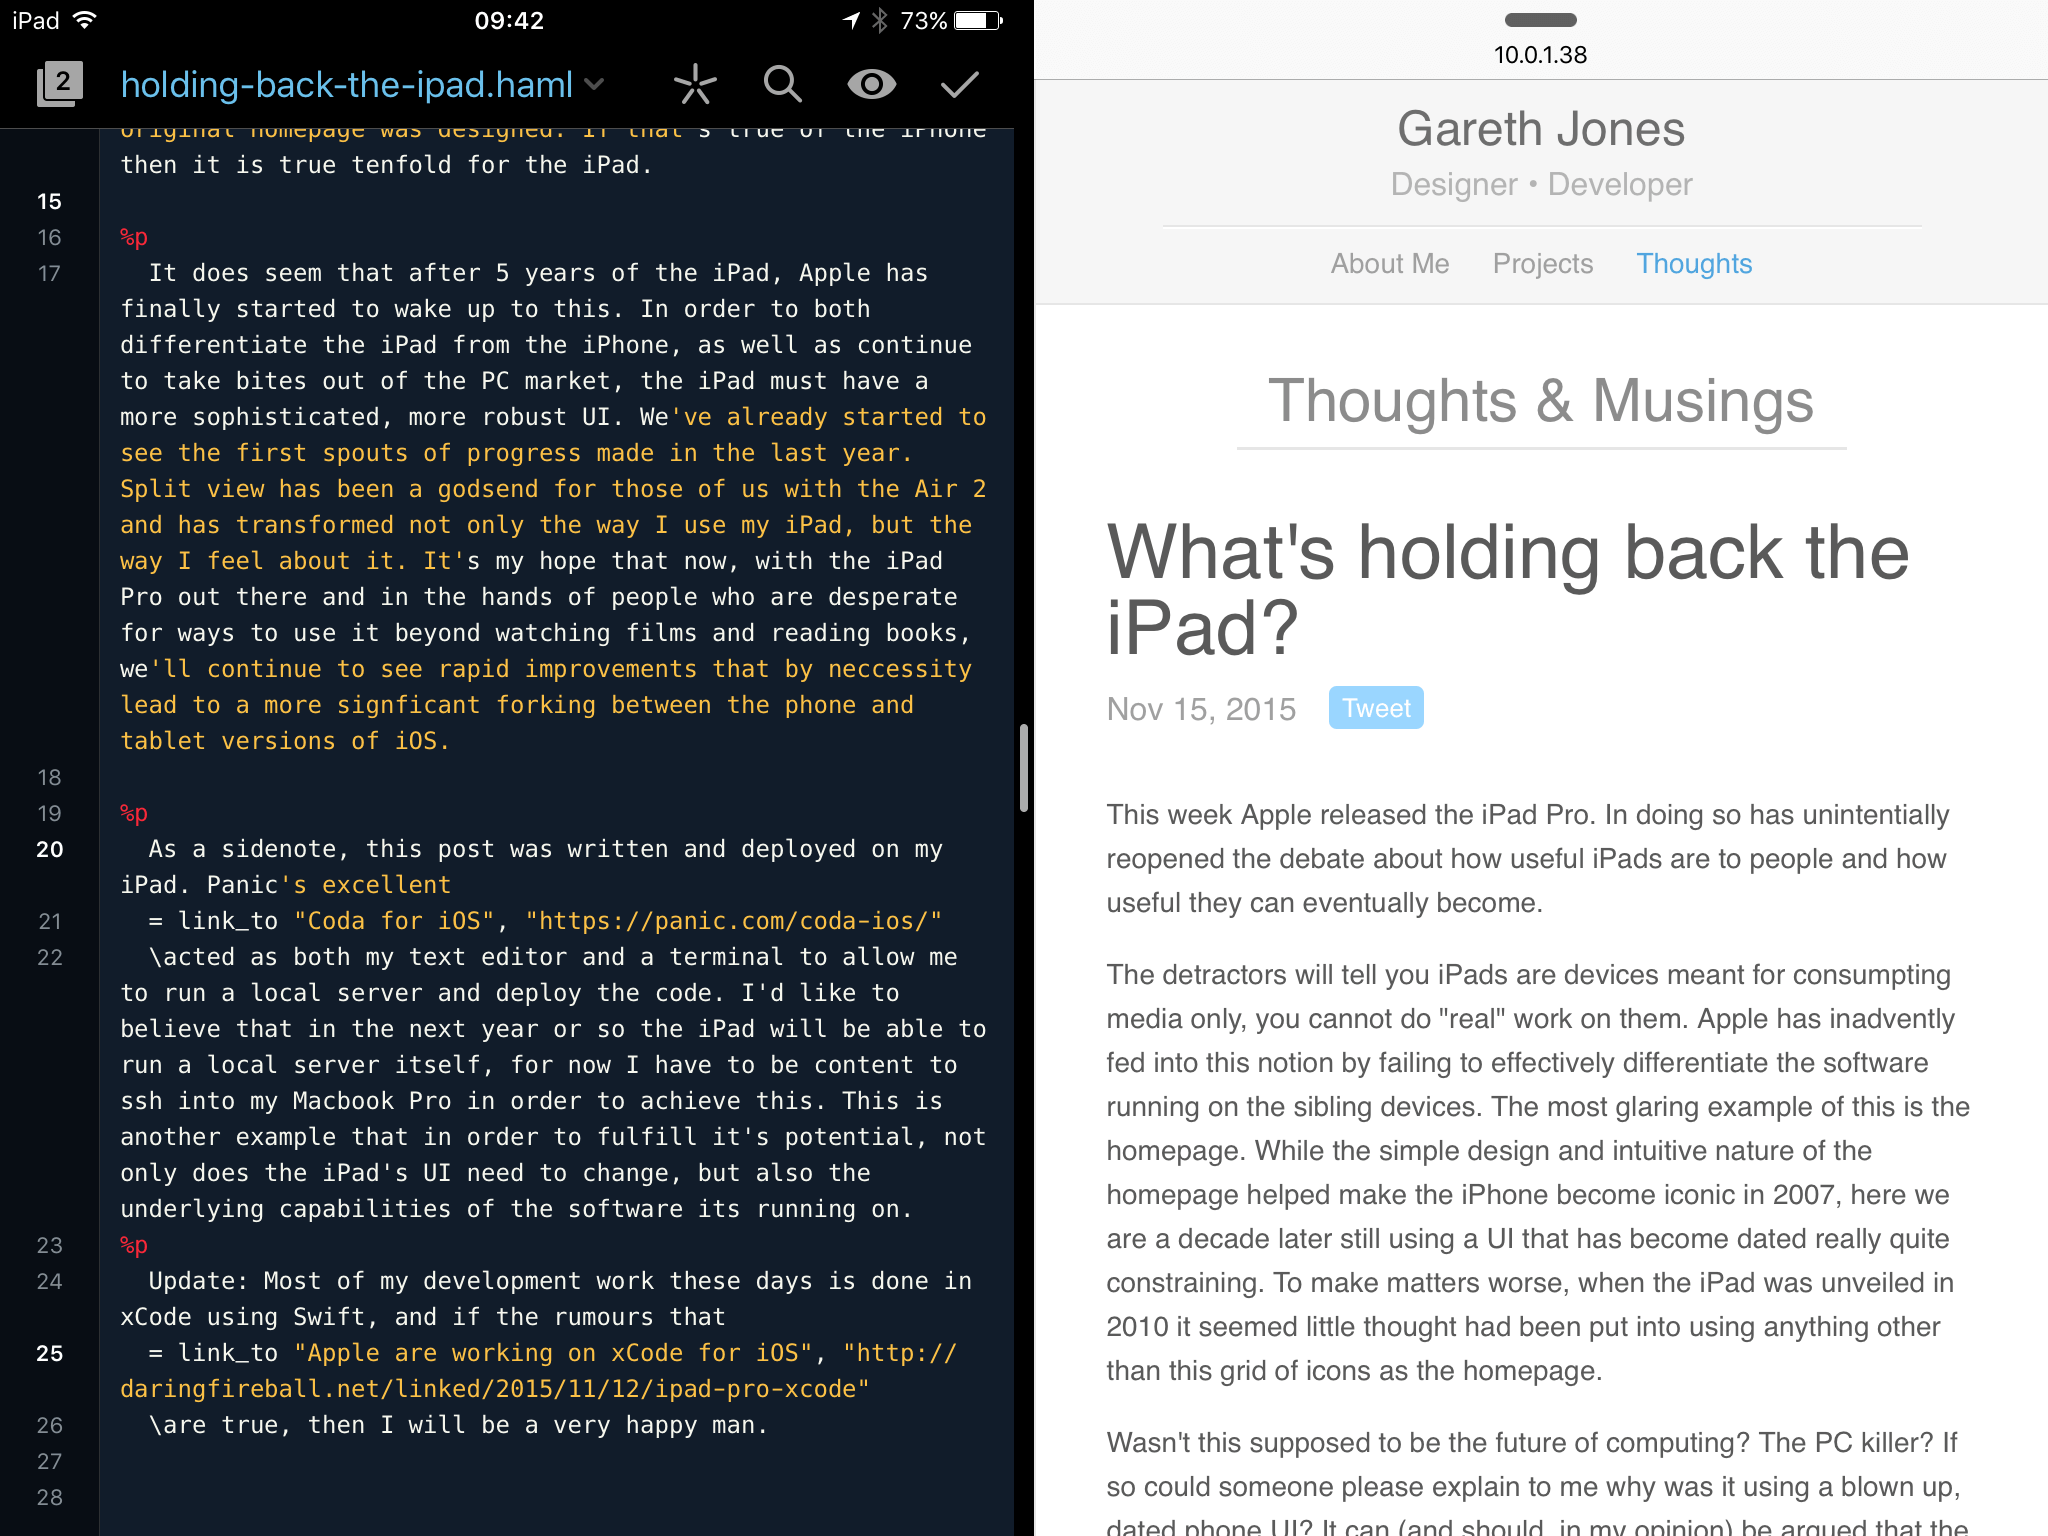 iPad 09:42 73%
2 holding-back-the-ipad.haml
original homepage was designed. If that's true of the iPhone
then it is true tenfold for the iPad.
15
16 %p
17 It does seem that after 5 years of the iPad, Apple has
finally started to wake up to this. In order to both
differentiate the iPad from the iPhone, as well as continue
to take bites out of the PC market, the iPad must have a
more sophisticated, more robust UI. We've already started to
see the first spouts of progress made in the last year.
Split view has been a godsend for those of us with the Air 2
and has transformed not only the way I use my iPad, but the
way I feel about it. It's my hope that now, with the iPad
Pro out there and in the hands of people who are desperate
for ways to use it beyond watching films and reading books,
we'll continue to see rapid improvements that by neccessity
lead to a more signficant forking between the phone and
tablet versions of iOS.
18
19 %p
20 As a sidenote, this post was written and deployed on my
iPad. Panic's excellent
21 = link_to "Coda for iOS", "https://panic.com/coda-ios/"
22 \acted as both my text editor and a terminal to allow me
to run a local server and deploy the code. I'd like to
believe that in the next year or so the iPad will be able to
run a local server itself, for now I have to be content to
ssh into my Macbook Pro in order to achieve this. This is
another example that in order to fulfill it's potential, not
only does the iPad's UI need to change, but also the
underlying capabilities of the software its running on.
23 %p
24 Update: Most of my development work these days is done in
xCode using Swift, and if the rumours that
25 = link_to "Apple are working on xCode for iOS", "http://
daringfireball.net/linked/2015/11/12/ipad-pro-xcode"
26 \are true, then I will be a very happy man.
27
28
10.0.1.38
Gareth Jones
Designer • Developer
About Me Projects Thoughts
Thoughts & Musings
What's holding back the
iPad?
Nov 15, 2015 Tweet
This week Apple released the iPad Pro. In doing so has unintentially
reopened the debate about how useful iPads are to people and how
useful they can eventually become.
The detractors will tell you iPads are devices meant for consumpting
media only, you cannot do "real" work on them. Apple has inadvently
fed into this notion by failing to effectively differentiate the software
running on the sibling devices. The most glaring example of this is the
homepage. While the simple design and intuitive nature of the
homepage helped make the iPhone become iconic in 2007, here we
are a decade later still using a UI that has become dated really quite
constraining. To make matters worse, when the iPad was unveiled in
2010 it seemed little thought had been put into using anything other
than this grid of icons as the homepage.
Wasn't this supposed to be the future of computing? The PC killer? If
so could someone please explain to me why was it using a blown up,
dated phone UI? It can (and should, in my opinion) be argued that the